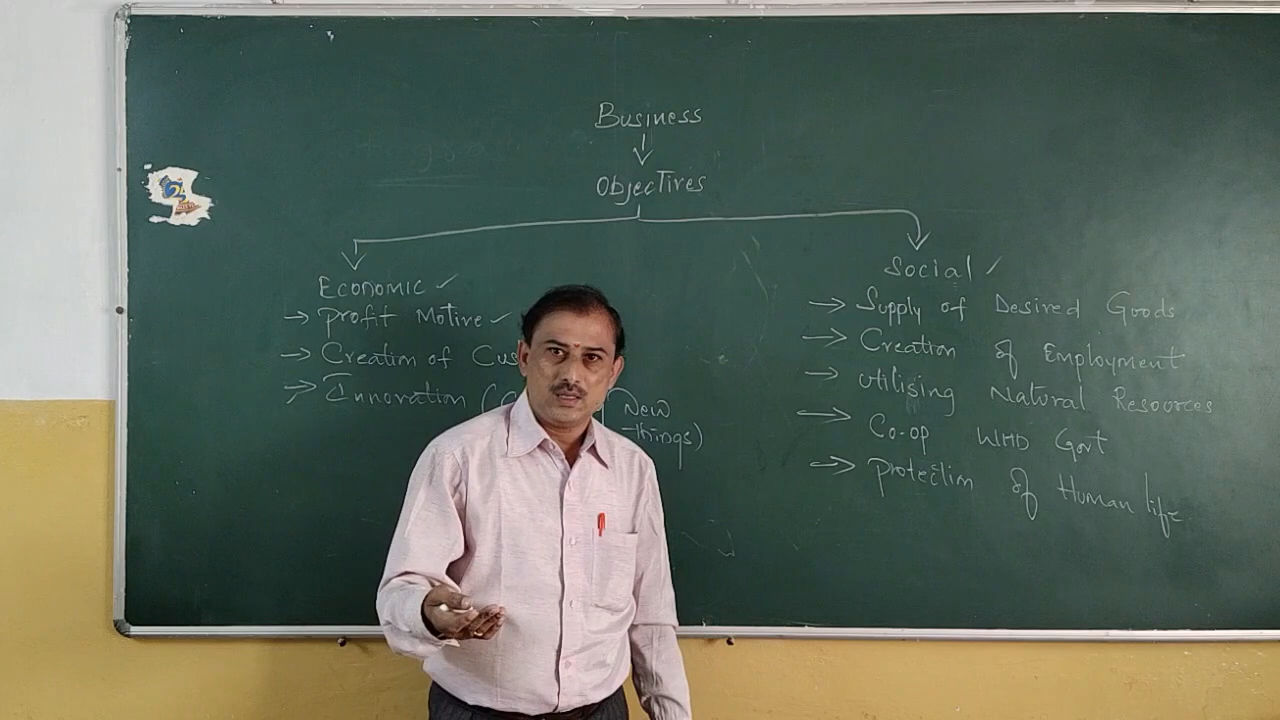 Business
Objectives
Economic
Profit Motive
Creation of
Innovation
New
things)
Social
Supply of Desired Goods
Creation of Employment
Utilising Natural Resources
Co-op with Govt
Protection of Human life